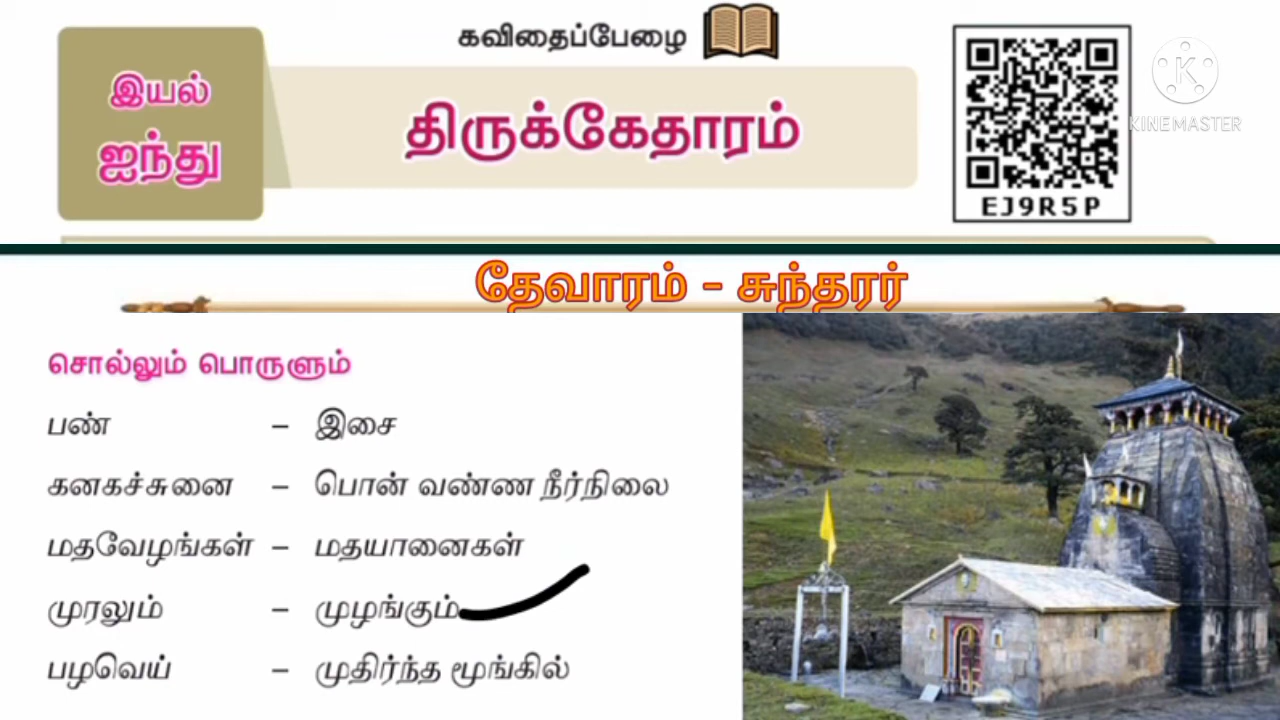 கவிதைப்பேழை
இயல்
ஐந்து
திருக்கேதாரம்
EJ9R5P
KINEMASTER
தேவாரம் - சுந்தரர்
சொல்லும் பொருளும்
பண் – இசை
கனகச்சுனை – பொன் வண்ண நீர்நிலை
மதவேழங்கள் – மதயானைகள்
முரலும் – முழங்கும்
பழவெய் – முதிர்ந்த மூங்கில்